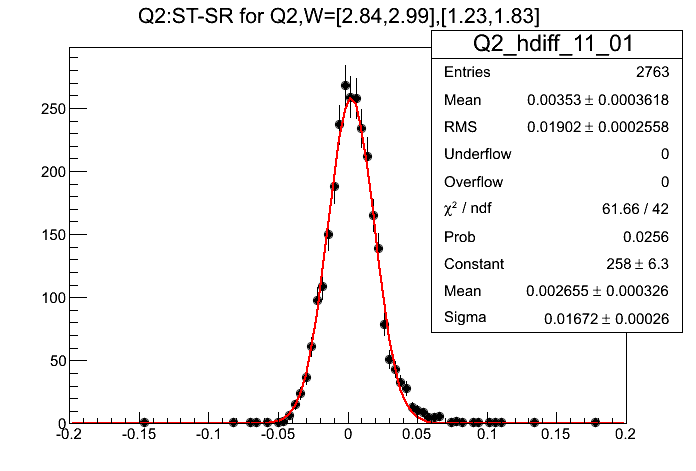 Q2:ST-SR for Q2,W=[2.84,2.99],[1.23,1.83]
Q2_hdiff_11_01
Entries 2763
Mean 0.00353 ± 0.0003618
RMS 0.01902 ± 0.0002558
Underflow 0
Overflow 0
χ² / ndf 61.66 / 42
Prob 0.0256
Constant 258 ± 6.3
Mean 0.002655 ± 0.000326
Sigma 0.01672 ± 0.00026
250
200
150
100
50
0
-0.2 -0.15 -0.1 -0.05 0 0.05 0.1 0.15 0.2